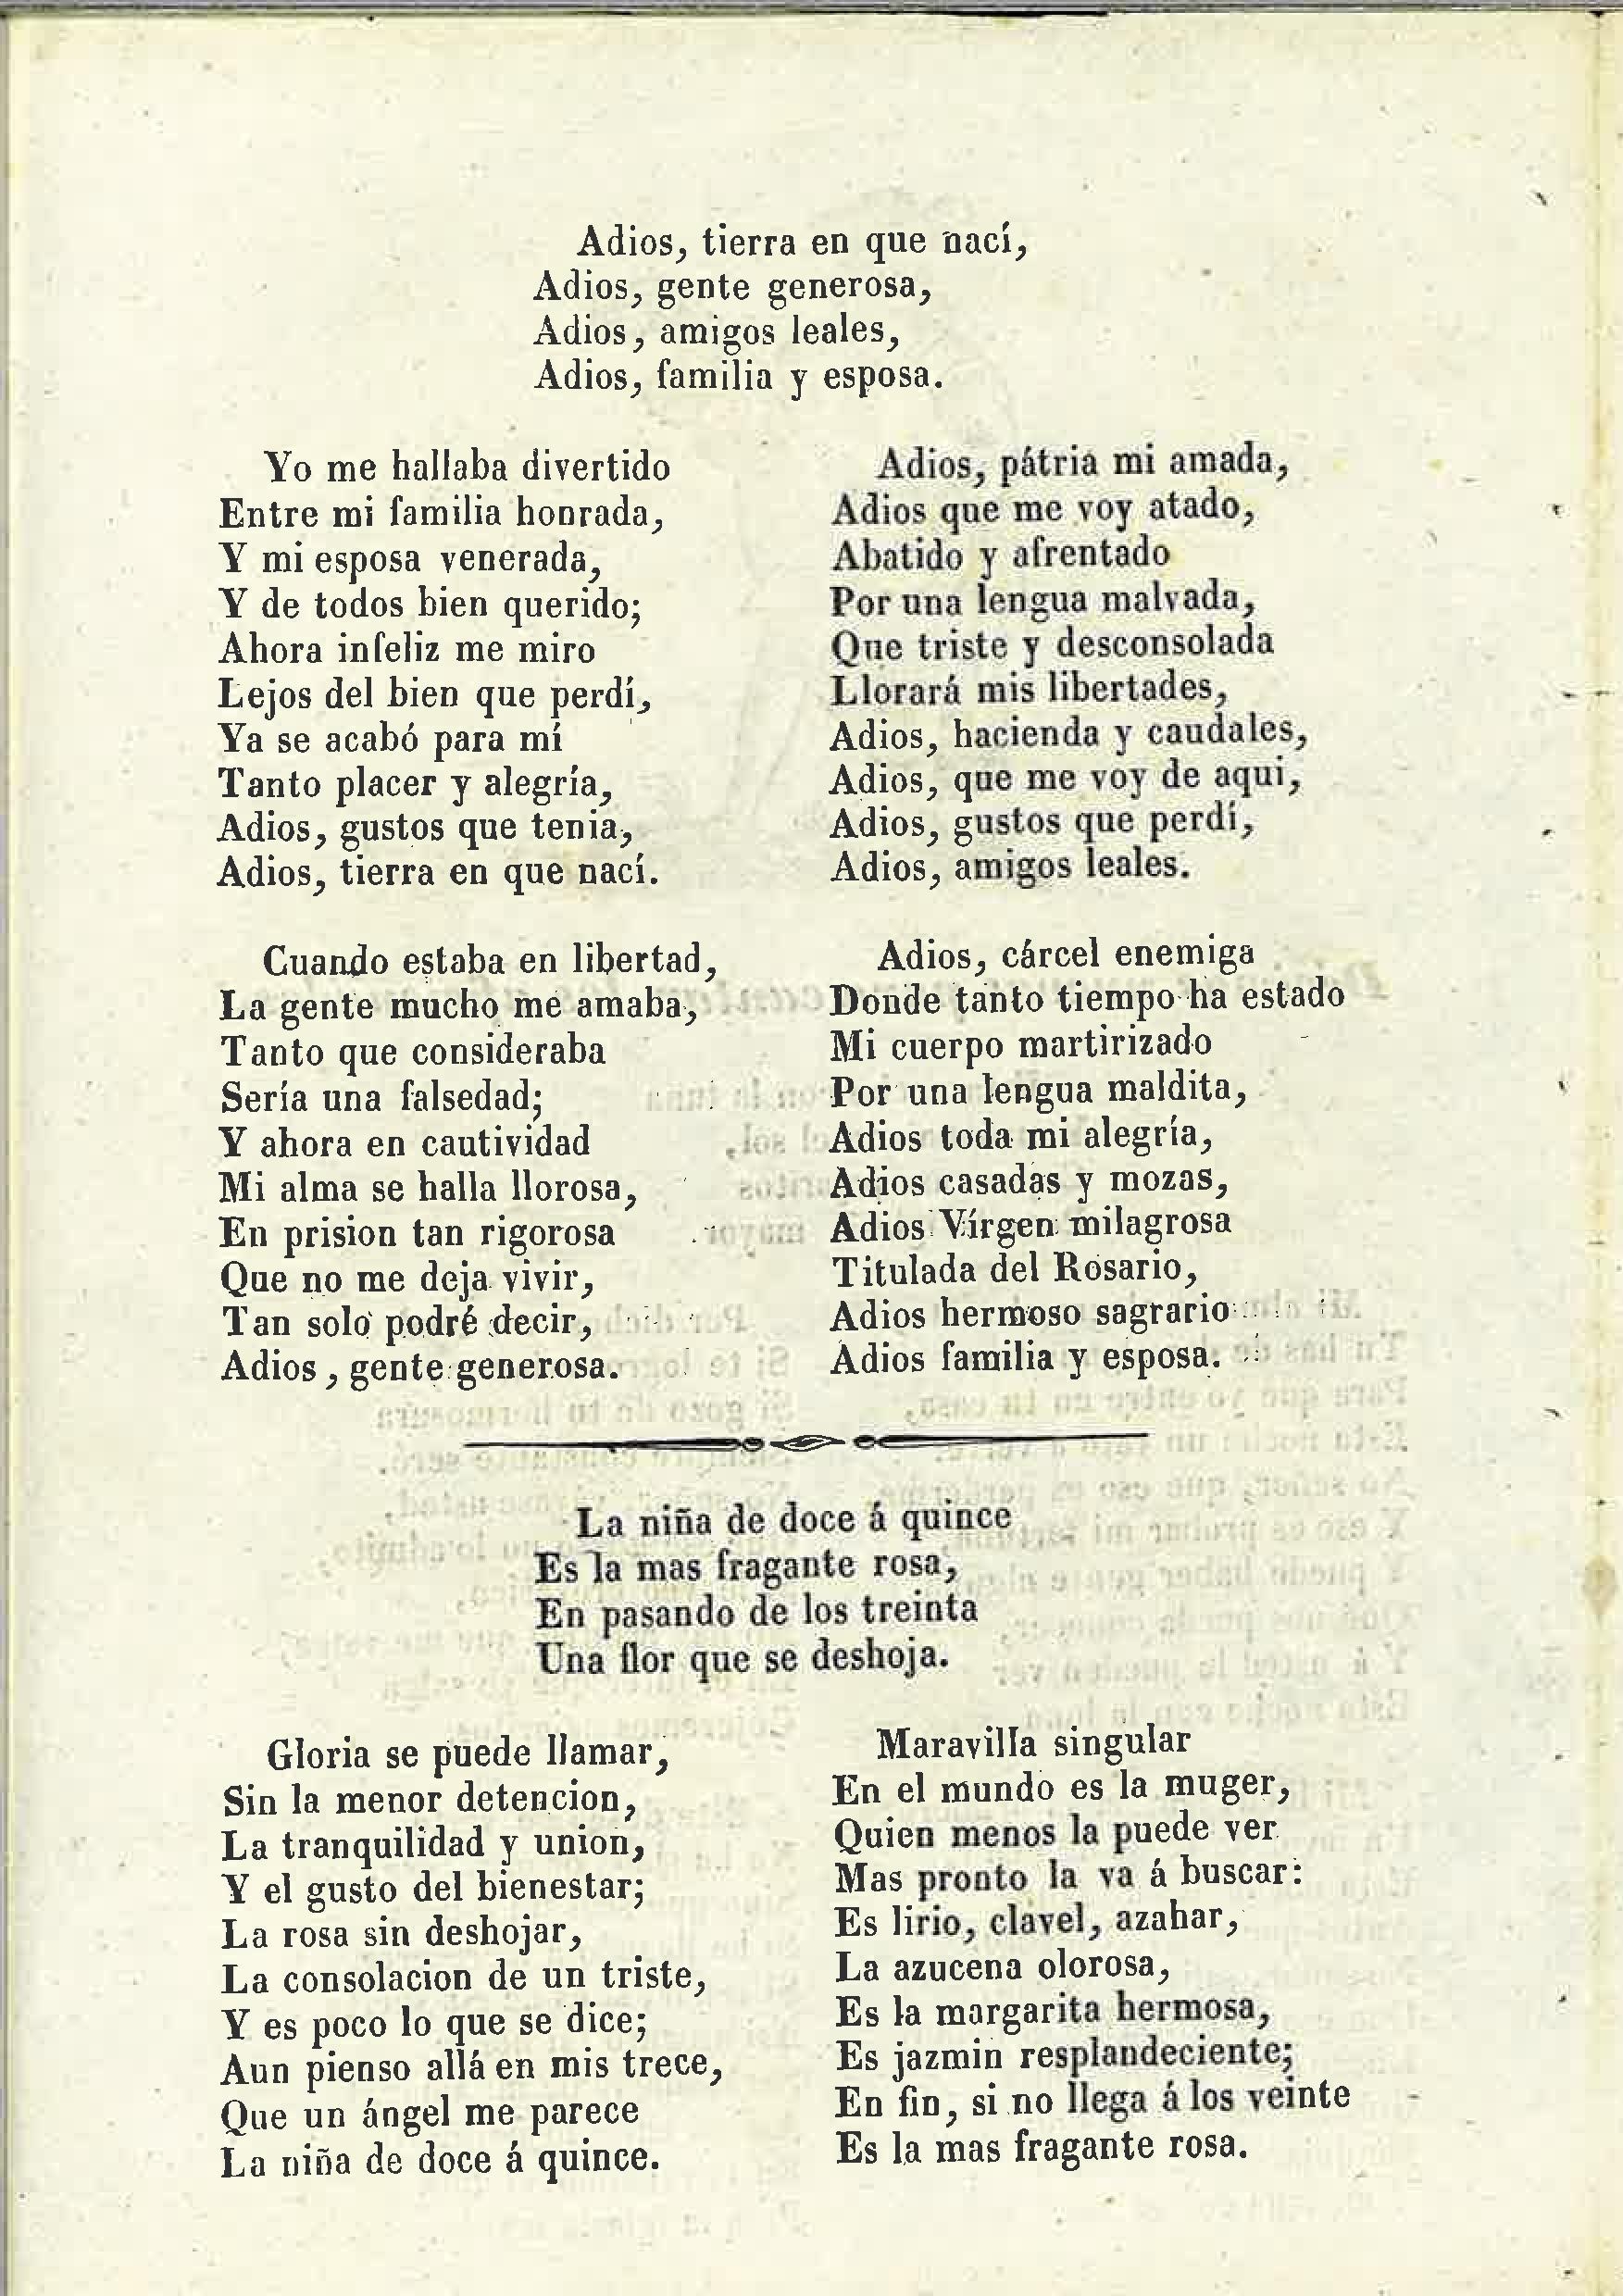 Adios, tierra en que nací,
Adios, gente generosa,
Adios, amigos leales,
Adios, familia y esposa.
Yo me hallaba divertido
Entre mi familia honrada,
Y mi esposa venerada,
Y de todos bien querido;
Ahora infeliz me miro
Lejos del bien que perdí,
Ya se acabó para mí
Tanto placer y alegría,
Adios, gustos que tenia,
Adios, tierra en que nací.
Cuando estaba en libertad,
La gente mucho me amaba,
Tanto que consideraba
Sería una falsedad;
Y ahora en cautividad
Mi alma se halla llorosa,
En prision tan rigorosa
Que no me deja vivir,
Tan solo podré decir,
Adios, gente generosa.
Adios, pátria mi amada,
Adios que me voy atado,
Abatido y afrentado
Por una lengua malvada,
Que triste y desconsolada
Llorará mis libertades,
Adios, hacienda y caudales,
Adios, que me voy de aqui,
Adios, gustos que perdí,
Adios, amigos leales.
Adios, cárcel enemiga
Donde tanto tiempo ha estado
Mi cuerpo martirizado
Por una lengua maldita,
Adios toda mi alegría,
Adios casadas y mozas,
Adios Vírgen milagrosa
Titulada del Rosario,
Adios hermoso sagrario
Adios familia y esposa.
La niña de doce á quince
Es la mas fragante rosa,
En pasando de los treinta
Una flor que se deshoja.
Gloria se puede llamar,
Sin la menor detencion,
La tranquilidad y union,
Y el gusto del bienestar;
La rosa sin deshojar,
La consolacion de un triste,
Y es poco lo que se dice;
Aun pienso allá en mis trece,
Que un ángel me parece
La niña de doce á quince.
Maravilla singular
En el mundo es la muger,
Quien menos la puede ver
Mas pronto la va á buscar:
Es lirio, clavel, azahar,
La azucena olorosa,
Es la margarita hermosa,
Es jazmin resplandeciente;
En fin, si no llega á los veinte
Es la mas fragante rosa.